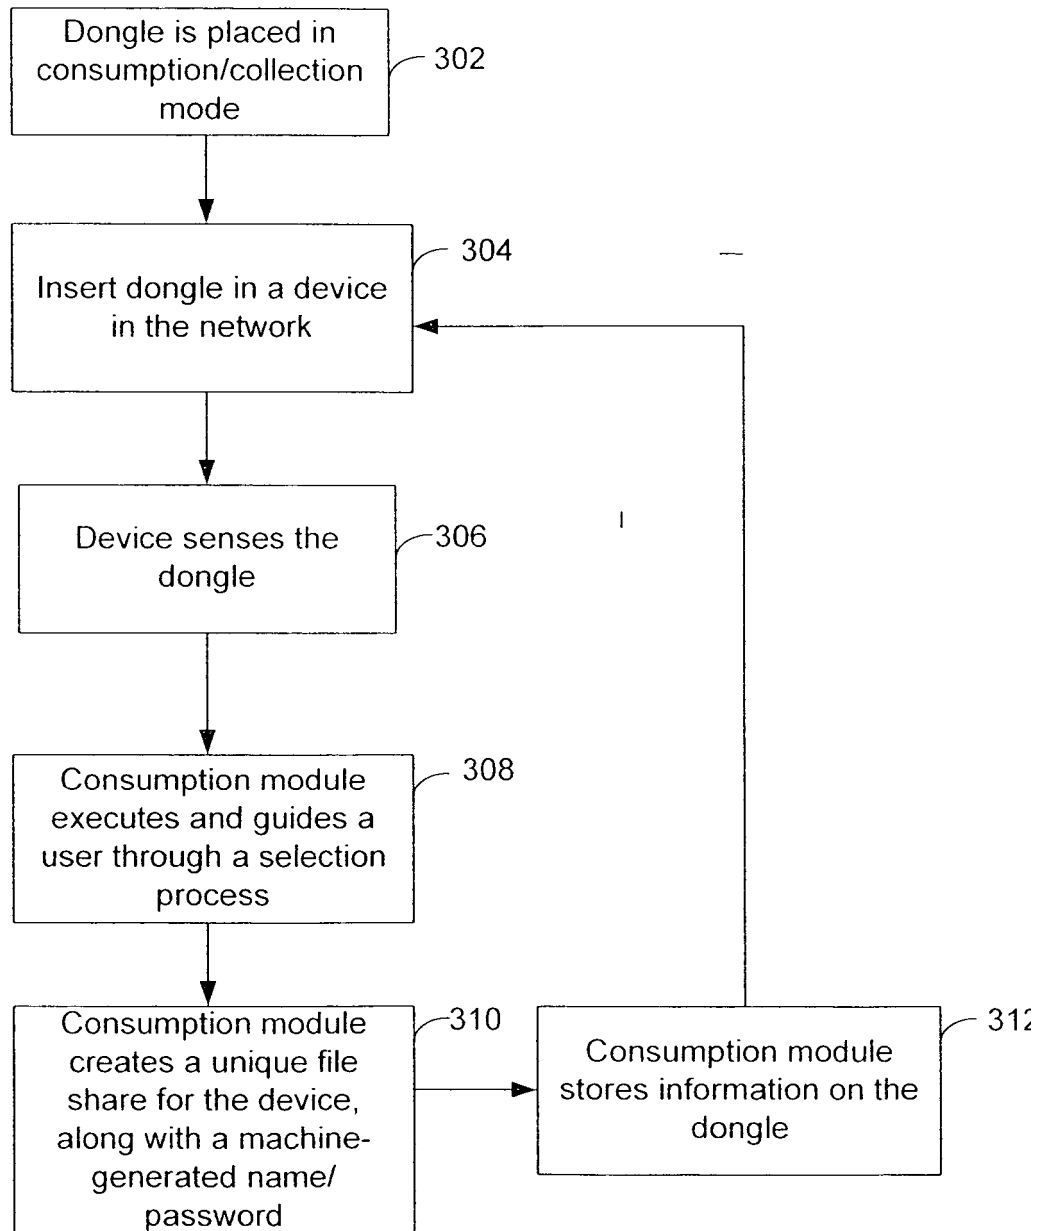 Dongle is placed in
consumption/collection
mode
302
304
Insert dongle in a device
in the network
Device senses the
dongle
306
Consumption module
executes and guides a
user through a selection
process
308
Consumption module
creates a unique file
share for the device,
along with a machine-
generated name/
password
310
Consumption module
stores information on the
dongle
312